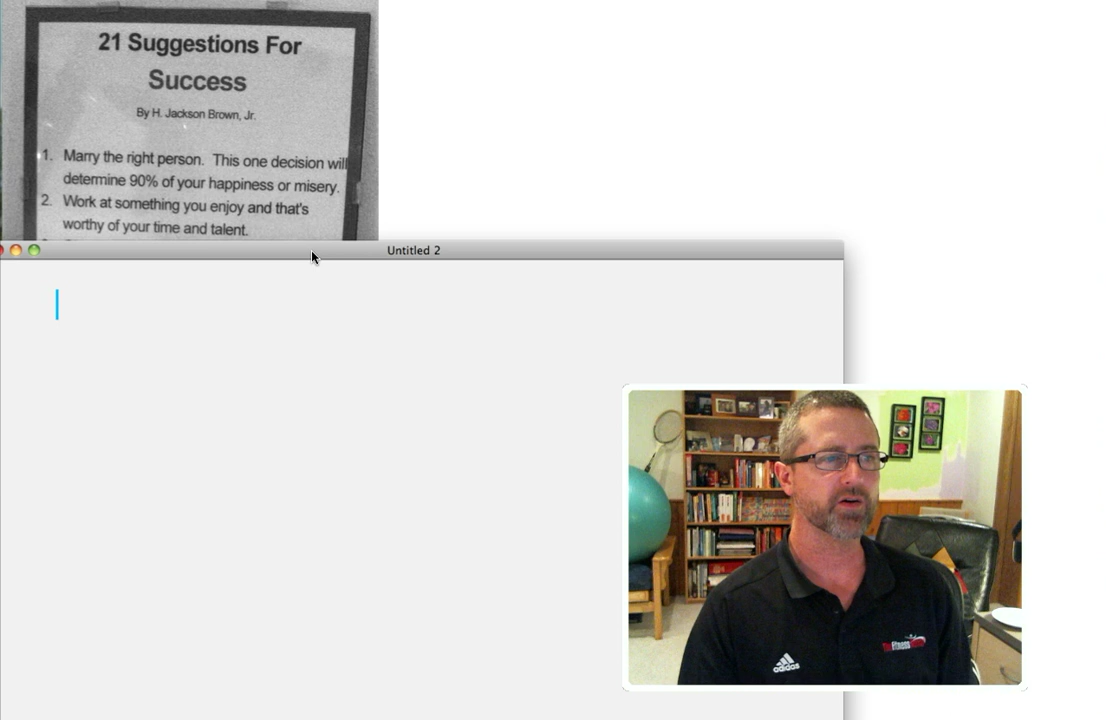 21 Suggestions For
Success
By H. Jackson Brown, Jr.
1. Marry the right person. This one decision will
determine 90% of your happiness or misery.
2. Work at something you enjoy and that's
worthy of your time and talent.
Untitled 2
adidas